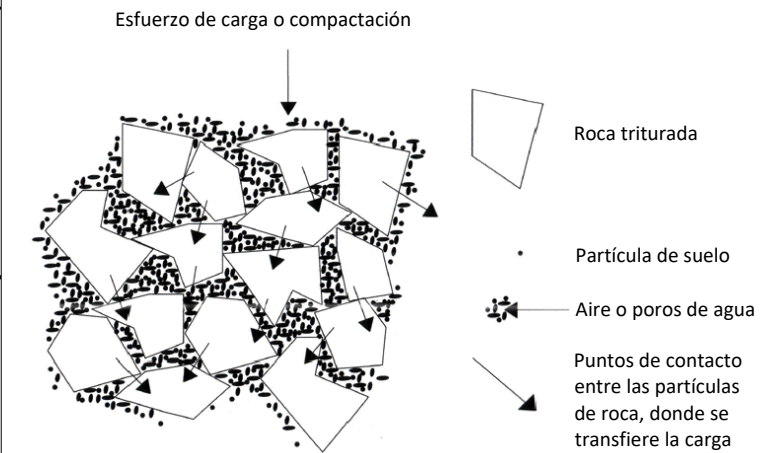 Esfuerzo de carga o compactación
Roca triturada
Partícula de suelo
Aire o poros de agua
Puntos de contacto
entre las partículas
de roca, donde se
transfiere la carga